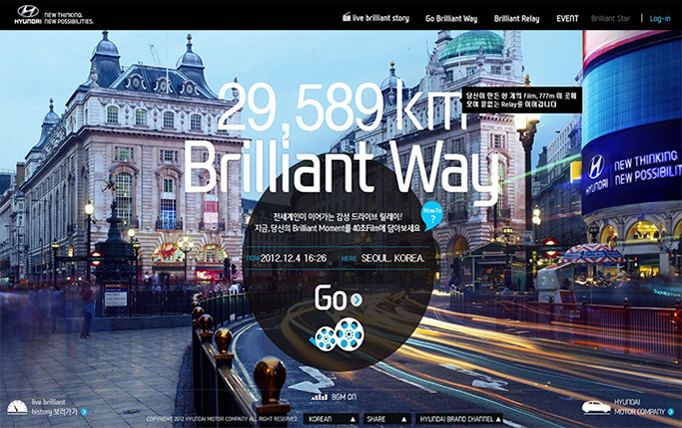 HYUNDAI
NEW THINKING.
NEW POSSIBILITIES.
live brilliant story
Go Brilliant Way
Brilliant Relay
EVENT
Brilliant Star
Log-in
29,589 km
Brilliant Way
당신이 만든 한 개의 Film, 777m 이 곳에
모여 끝없는 Relay를 이어갑니다
HYUNDAI
NEW THINKING.
NEW POSSIBILITI
전세계인이 이어가는 감성 드라이브 릴레이!
지금, 당신의 Brilliant Moment를 40초Film에 담아보세요
How To
?
now 2012.12.4 16:26
HERE SEOUL. KOREA.
Go
BGM ON
live brilliant
history 보러가기
COPYRIGHT 2012 HYUNDAI MOTOR COMPANY ALL RIGHT RESERVED
KOREAN
SHARE
HYUNDAI BRAND CHANNEL
HYUNDAI
MOTOR COMPANY